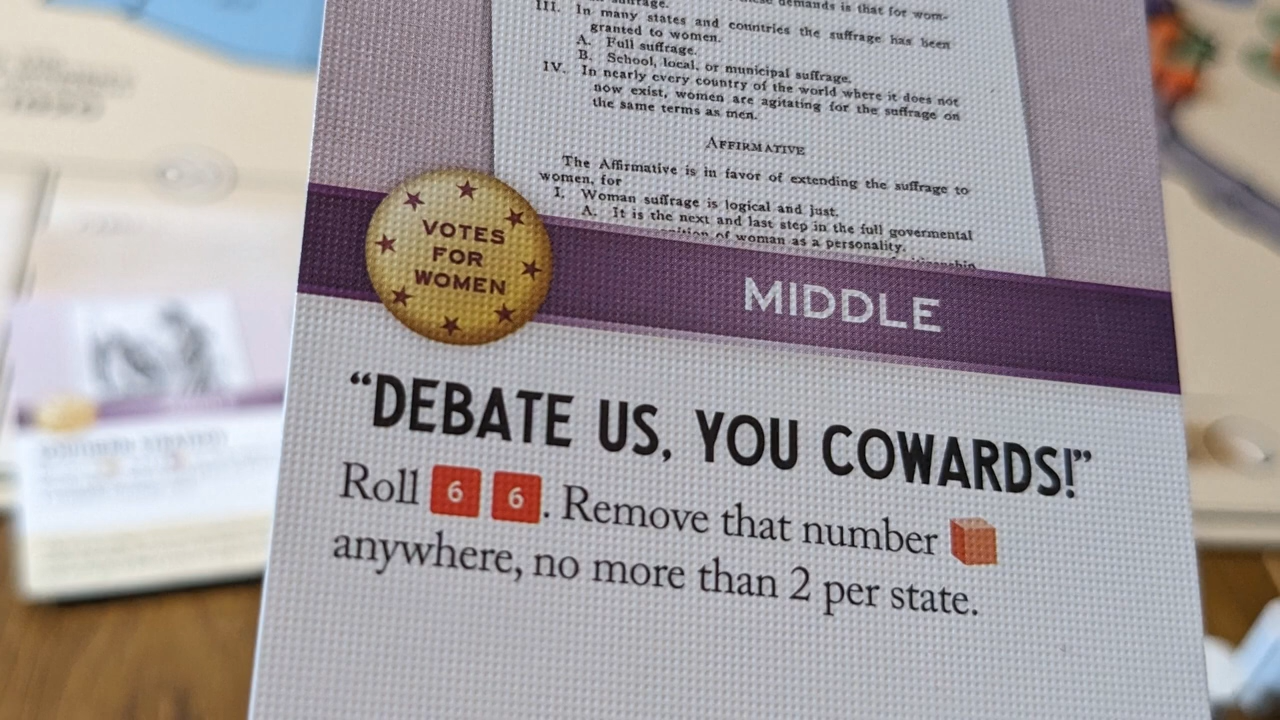 III. In many states and countries the suffrage has been
granted to women.
A. Full suffrage.
B. School, local, or municipal suffrage.
IV. In nearly every country of the world where it does not
now exist, women are agitating for the suffrage on
the same terms as men.
AFFIRMATIVE
The Affirmative is in favor of extending the suffrage to
women, for
I. Woman suffrage is logical and just.
A. It is the next and last step in the full govermental
of woman as a personality.
VOTES
FOR
WOMEN
MIDDLE
“DEBATE US, YOU COWARDS!”
Roll 6 6. Remove that number
anywhere, no more than 2 per state.